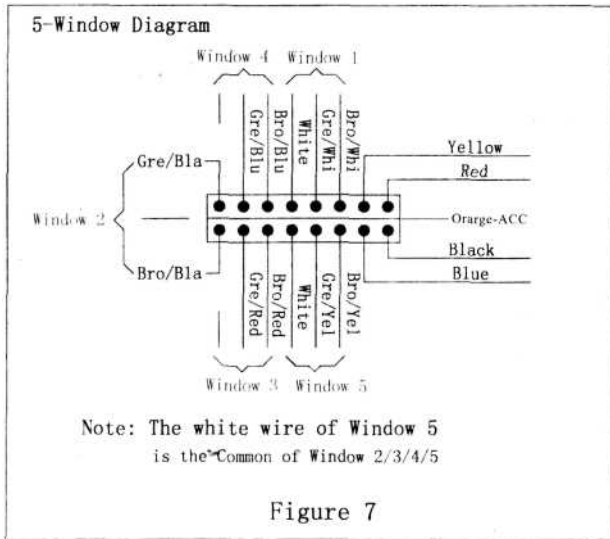 5-Window Diagram
Window 4
Window 1
Gre/Blu
Bro/Blu
White
Gre/Whi
Bro/Whi
Yellow
Red
Gre/Bla
Window 2
Orarge-ACC
Bro/Bla
Black
Blue
Gre/Red
Bro/Red
White
Gre/Yel
Bro/Yel
Window 3
Window 5
Note: The white wire of Window 5
is the Common of Window 2/3/4/5
Figure 7